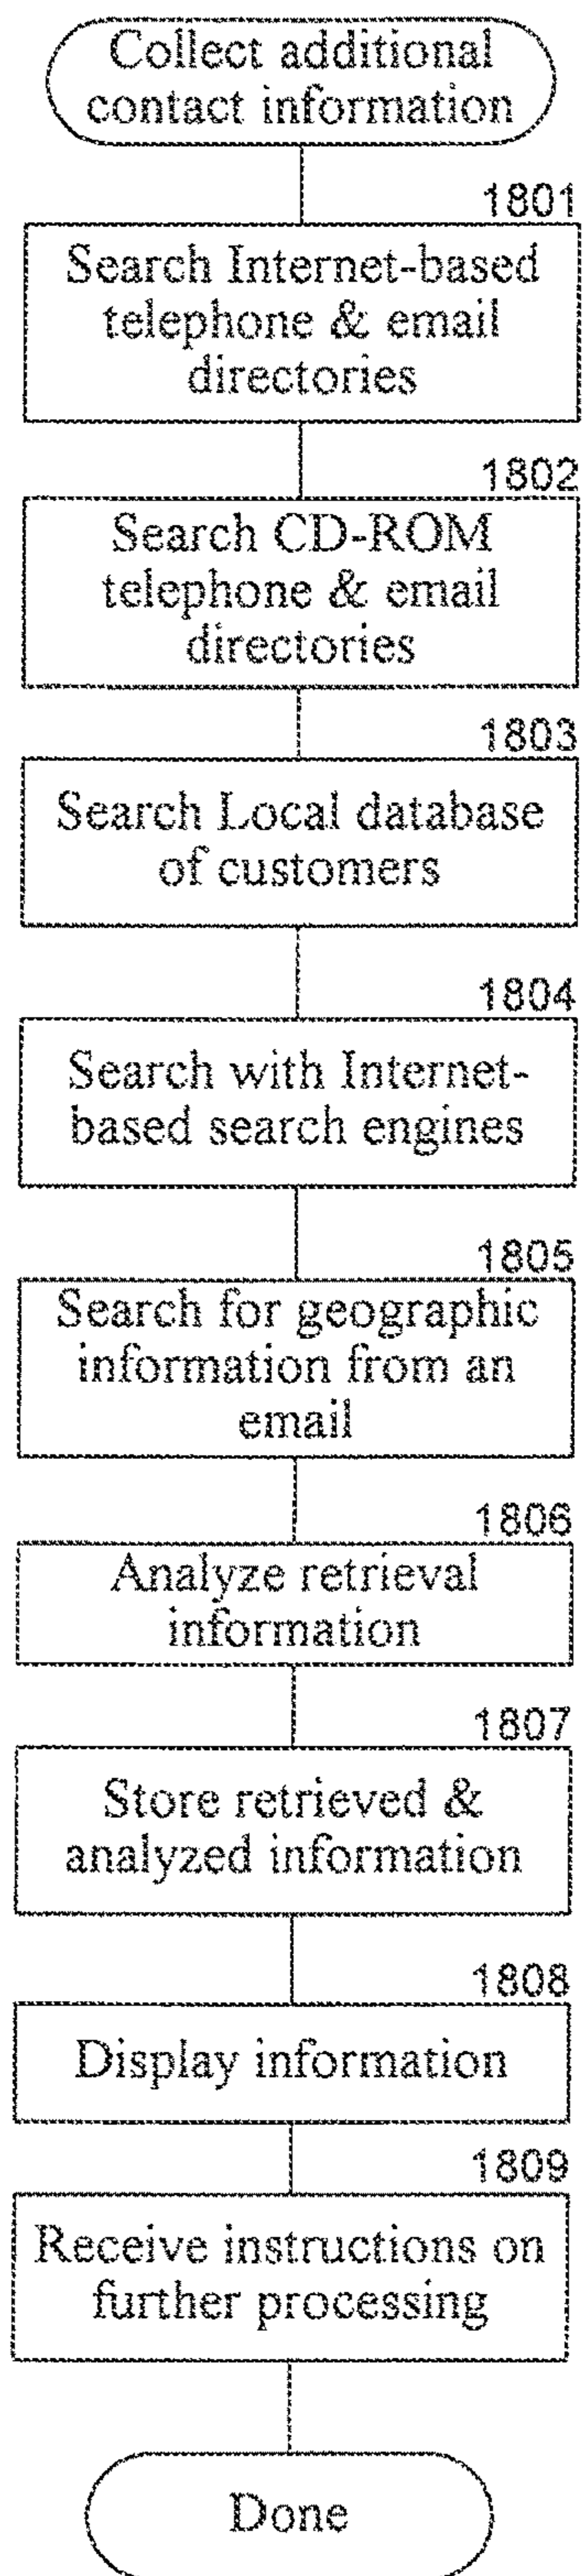 Collect additional
contact information
1801
Search Internet-based
telephone & email
directories
1802
Search CD-ROM
telephone & email
directories
1803
Search Local database
of customers
1804
Search with Internet-
based search engines
1805
Search for geographic
information from an
email
1806
Analyze retrieval
information
1807
Store retrieved &
analyzed information
1808
Display information
1809
Receive instructions on
further processing
Done